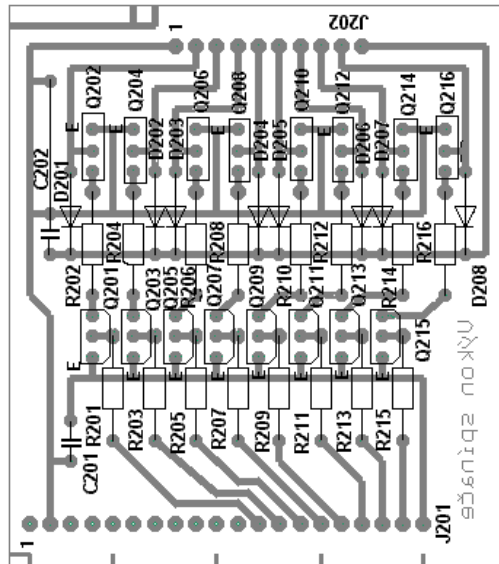 1
J202
Q202
Q204
Q206
Q208
Q210
Q212
Q214
Q216
E
E
E
E
C202
D201
D202
D203
D204
D205
D206
D207
R202
R204
R206
R208
R210
R212
R214
R216
D208
Q201
Q203
Q205
Q207
Q209
Q211
Q213
Q215
E
E
E
E
E
E
E
E
R201
R203
R205
R207
R209
R211
R213
R215
C201
Výkon spínače
1
J201